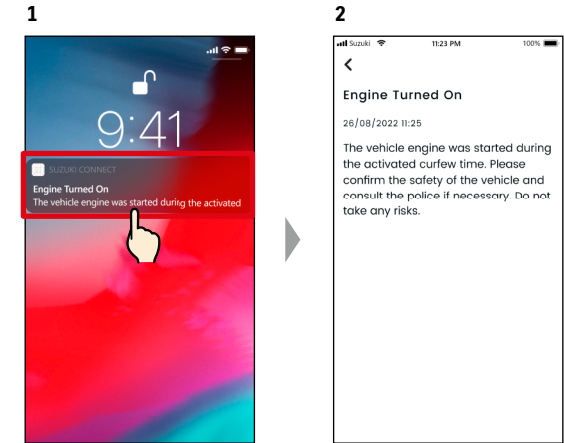 1
9:41
SUZUKI CONNECT
Engine Turned On
The vehicle engine was started during the activated
2
Suzuki 11:23 PM 100%
Engine Turned On
26/08/2022 11:25
The vehicle engine was started during
the activated curfew time. Please
confirm the safety of the vehicle and
consult the police if necessary. Do not
take any risks.